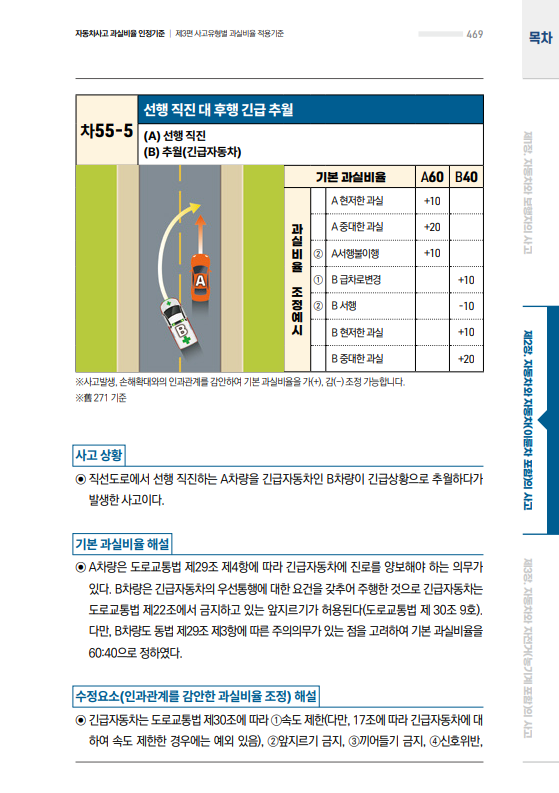 자동차사고 과실비율 인정기준 | 제3편 사고유형별 과실비율 적용기준
469
목차
차55-5
선행 직진 대 후행 긴급 추월
(A) 선행 직진
(B) 추월(긴급자동차)
기본 과실비율 A60 B40
과실비율 조정예시
A 현저한 과실 +10
A 중대한 과실 +20
② A서행불이행 +10
① B 급차로변경 +10
② B 서행 -10
B 현저한 과실 +10
B 중대한 과실 +20
A
B
※사고발생, 손해확대와의 인과관계를 감안하여 기본 과실비율을 가(+), 감(-) 조정 가능합니다.
※舊 271 기준
사고 상황
◉ 직선도로에서 선행 직진하는 A차량을 긴급자동차인 B차량이 긴급상황으로 추월하다가
발생한 사고이다.
기본 과실비율 해설
◉ A차량은 도로교통법 제29조 제4항에 따라 긴급자동차에 진로를 양보해야 하는 의무가
있다. B차량은 긴급자동차의 우선통행에 대한 요건을 갖추어 주행한 것으로 긴급자동차는
도로교통법 제22조에서 금지하고 있는 앞지르기가 허용된다(도로교통법 제 30조 9호).
다만, B차량도 동법 제29조 제3항에 따른 주의의무가 있는 점을 고려하여 기본 과실비율을
60:40으로 정하였다.
수정요소(인과관계를 감안한 과실비율 조정) 해설
◉ 긴급자동차는 도로교통법 제30조에 따라 ①속도 제한(다만, 17조에 따라 긴급자동차에 대
하여 속도 제한한 경우에는 예외 있음), ②앞지르기 금지, ③끼어들기 금지, ④신호위반,
제1장. 자동차와 보행자의 사고
제2장. 자동차와 자동차(이륜차 포함)의 사고
제3장. 자동차와 자전거(농기계 포함)의 사고